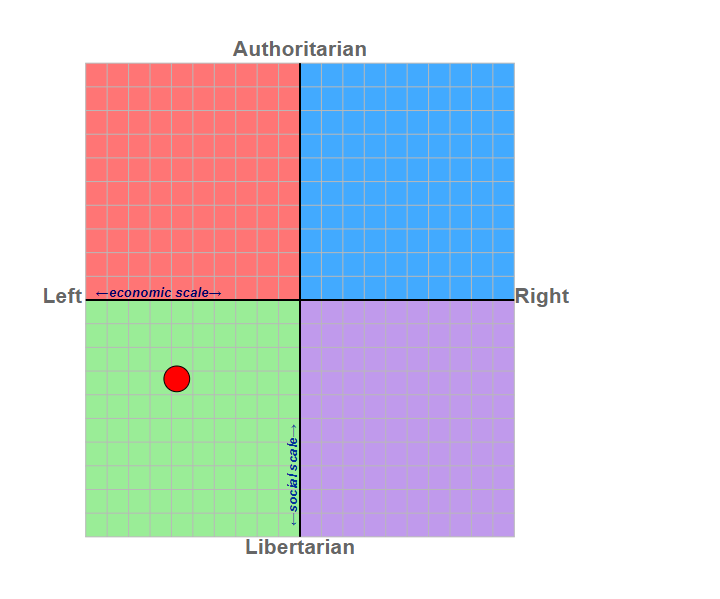 Authoritarian
←economic scale→
Left
Right
←social scale→
Libertarian